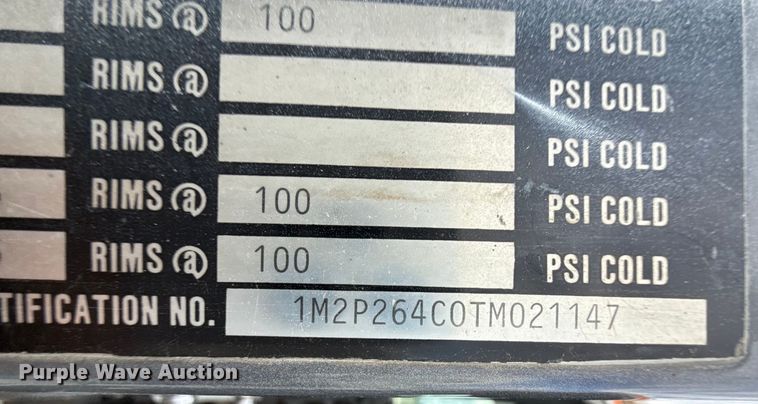 RIMS @ 100 PSI COLD
RIMS @ PSI COLD
RIMS @ PSI COLD
RIMS @ 100 PSI COLD
RIMS @ 100 PSI COLD
TIFICATION NO. 1M2P264C0TM021147
Purple Wave Auction